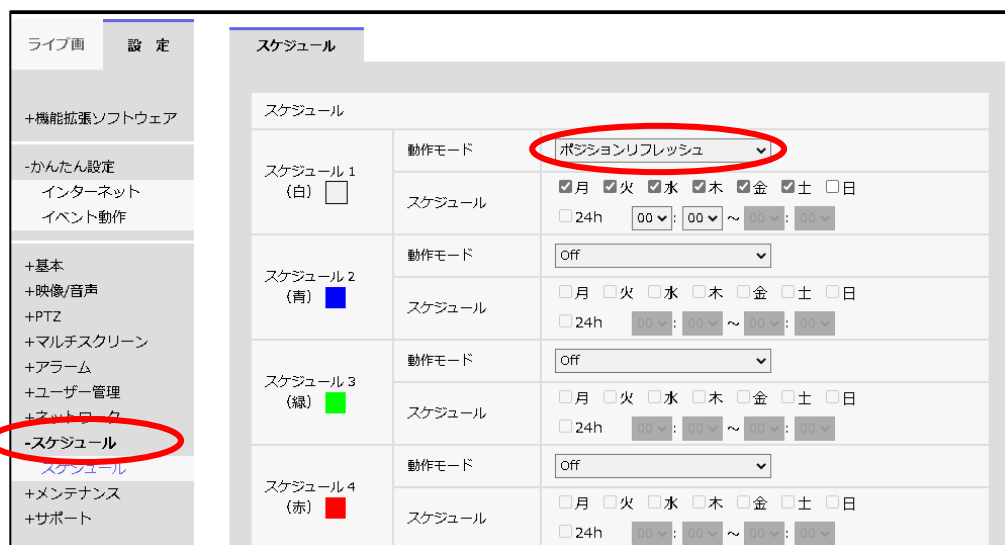 ライブ画
設 定
+機能拡張ソフトウェア
-かんたん設定
インターネット
イベント動作
+基本
+映像/音声
+PTZ
+マルチスクリーン
+アラーム
+ユーザー管理
+ネットワーク
-スケジュール
スケジュール
+メンテナンス
+サポート
スケジュール
スケジュール
スケジュール 1
(白)
動作モード
ポジションリフレッシュ
スケジュール
月 火 水 木 金 土 日
24h 00 : 00 ~ 00 : 00
スケジュール 2
(青)
動作モード
Off
スケジュール
月 火 水 木 金 土 日
24h 00 : 00 ~ 00 : 00
スケジュール 3
(緑)
動作モード
Off
スケジュール
月 火 水 木 金 土 日
24h 00 : 00 ~ 00 : 00
スケジュール 4
(赤)
動作モード
Off
スケジュール
月 火 水 木 金 土 日
24h 00 : 00 ~ 00 : 00